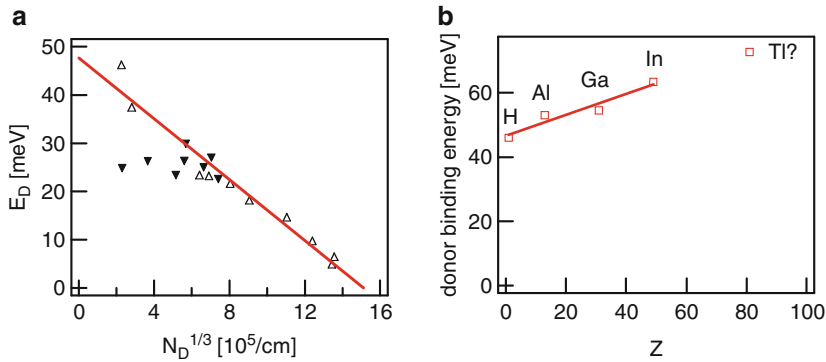 a
E_D [meV]
50
40
30
20
10
0
0
4
8
12
16
N_D^{1/3} [10^5/cm]
b
donor binding energy [meV]
60
40
20
0
H
Al
Ga
In
Tl?
0
20
40
60
80
100
Z